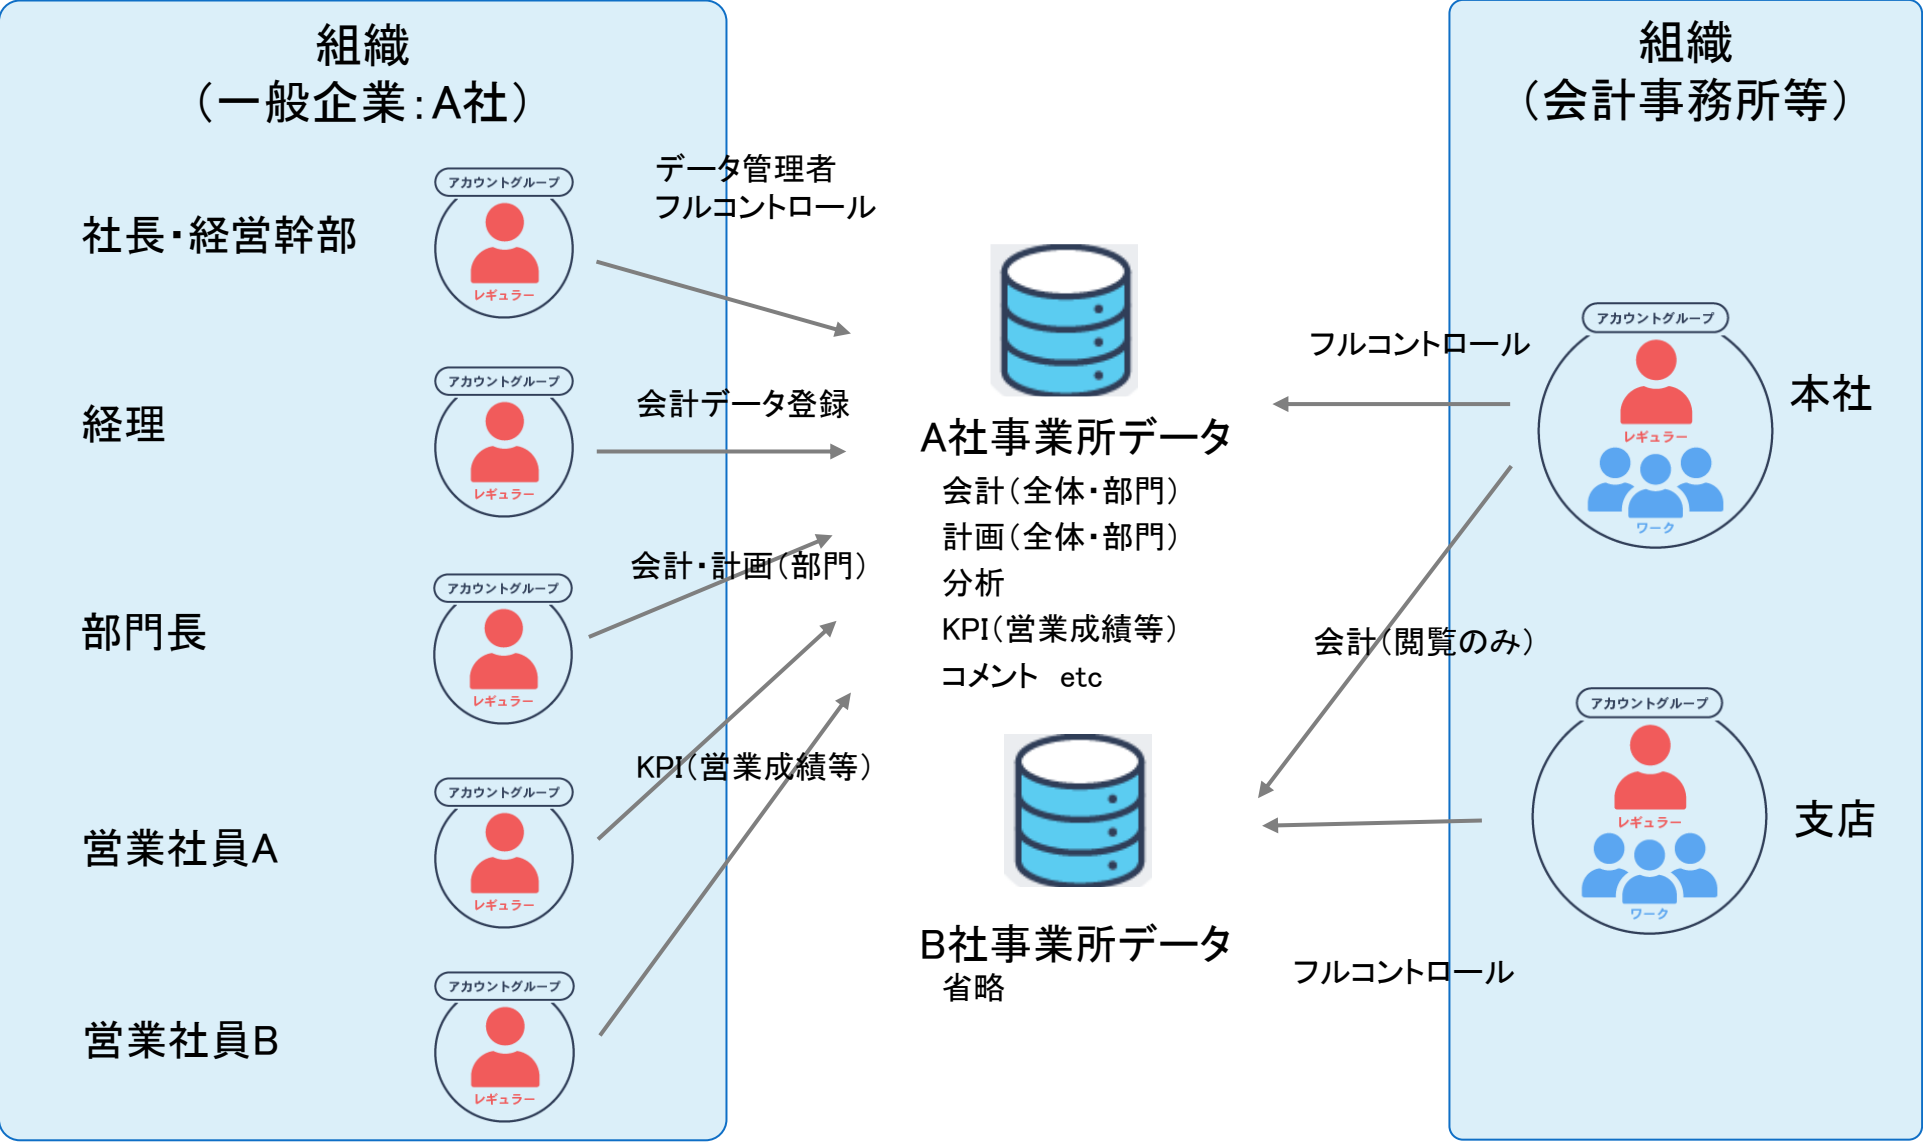 組織
（一般企業：A社）
社長・経営幹部
アカウントグループ
レギュラー
データ管理者
フルコントロール
経理
アカウントグループ
レギュラー
会計データ登録
部門長
アカウントグループ
レギュラー
会計・計画（部門）
営業社員A
アカウントグループ
レギュラー
KPI（営業成績等）
営業社員B
アカウントグループ
レギュラー
A社事業所データ
会計（全体・部門）
計画（全体・部門）
分析
KPI（営業成績等）
コメント　etc
B社事業所データ
省略
組織
（会計事務所等）
フルコントロール
アカウントグループ
レギュラー
ワーク
本社
会計（閲覧のみ）
アカウントグループ
レギュラー
ワーク
支店
フルコントロール